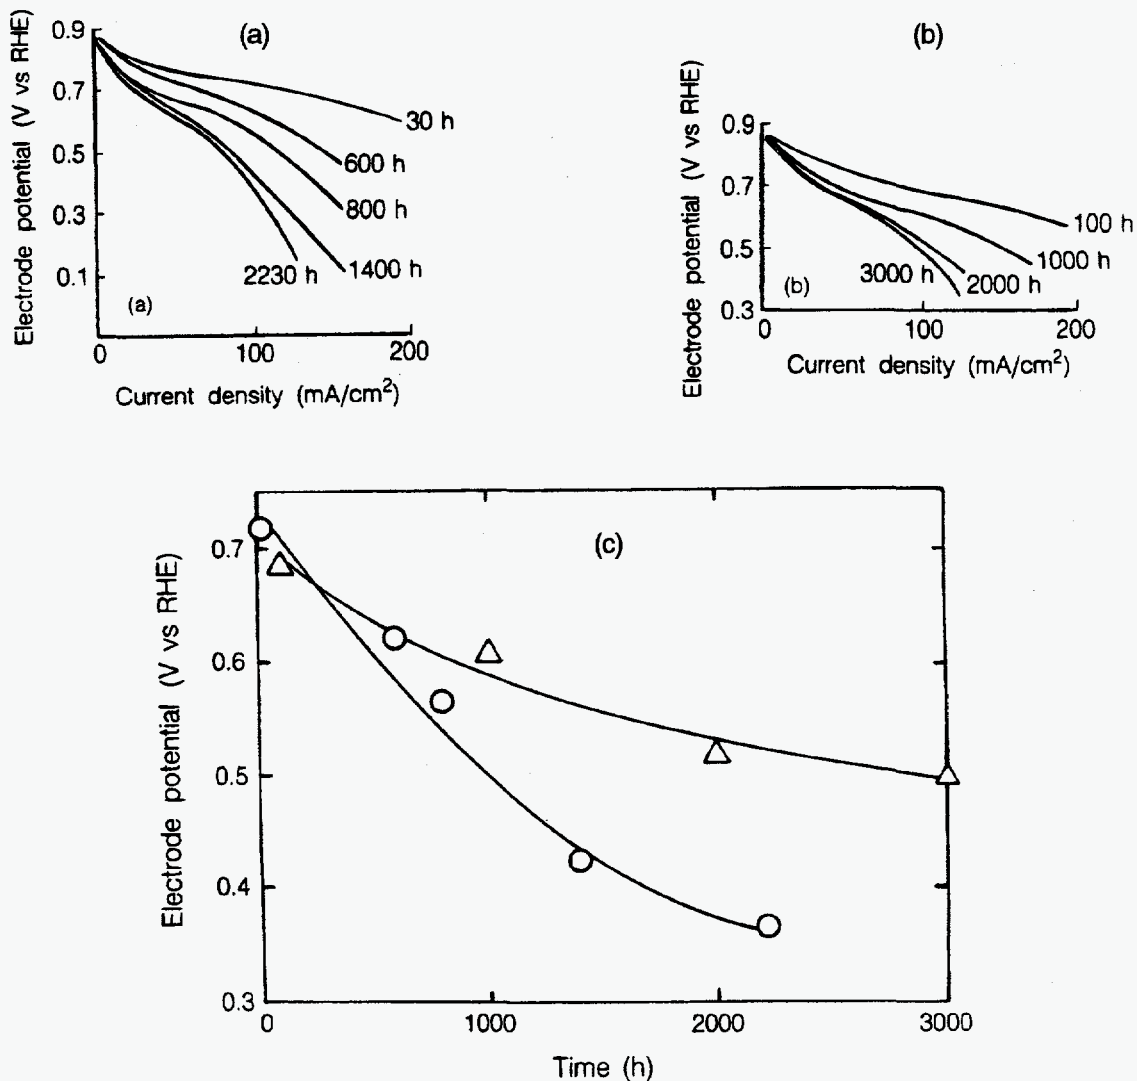 (a)
Electrode potential (V vs RHE)
0.9
0.7
0.5
0.3
0.1
30 h
600 h
800 h
1400 h
2230 h
(a)
0
100
200
Current density (mA/cm²)
(b)
Electrode potential (V vs RHE)
0.9
0.7
0.5
0.3
100 h
1000 h
2000 h
3000 h
(b)
0
100
200
Current density (mA/cm²)
(c)
Electrode potential (V vs RHE)
0.7
0.6
0.5
0.4
0.3
0
1000
2000
3000
Time (h)